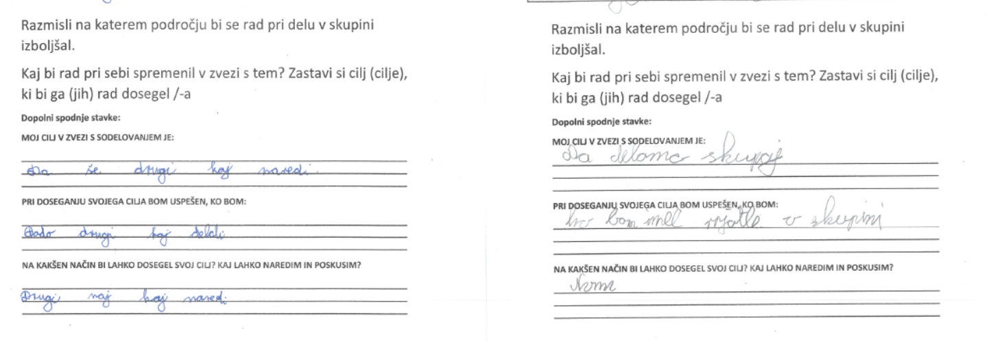 Razmisli na katerem področju bi se rad pri delu v skupini
izboljšal.
Kaj bi rad pri sebi spremenil v zvezi s tem? Zastavi si cilj (cilje),
ki bi ga (jih) rad dosegel /-a
Dopolni spodnje stavke:
MOJ CILJ V ZVEZI S SODELOVANJEM JE:
Da še drugi kaj naredi.
PRI DOSEGANJU SVOJEGA CILJA BOM USPEŠEN, KO BOM:
Bodo drugi kaj delali
NA KAKŠEN NAČIN BI LAHKO DOSEGEL SVOJ CILJ? KAJ LAHKO NAREDIM IN POSKUSIM?
Drugi naj kaj naredi
Razmisli na katerem področju bi se rad pri delu v skupini
izboljšal.
Kaj bi rad pri sebi spremenil v zvezi s tem? Zastavi si cilj (cilje),
ki bi ga (jih) rad dosegel /-a
Dopolni spodnje stavke:
MOJ CILJ V ZVEZI S SODELOVANJEM JE:
Da delamo skupaj
PRI DOSEGANJU SVOJEGA CILJA BOM USPEŠEN, KO BOM:
bom v skupini
NA KAKŠEN NAČIN BI LAHKO DOSEGEL SVOJ CILJ? KAJ LAHKO NAREDIM IN POSKUSIM?